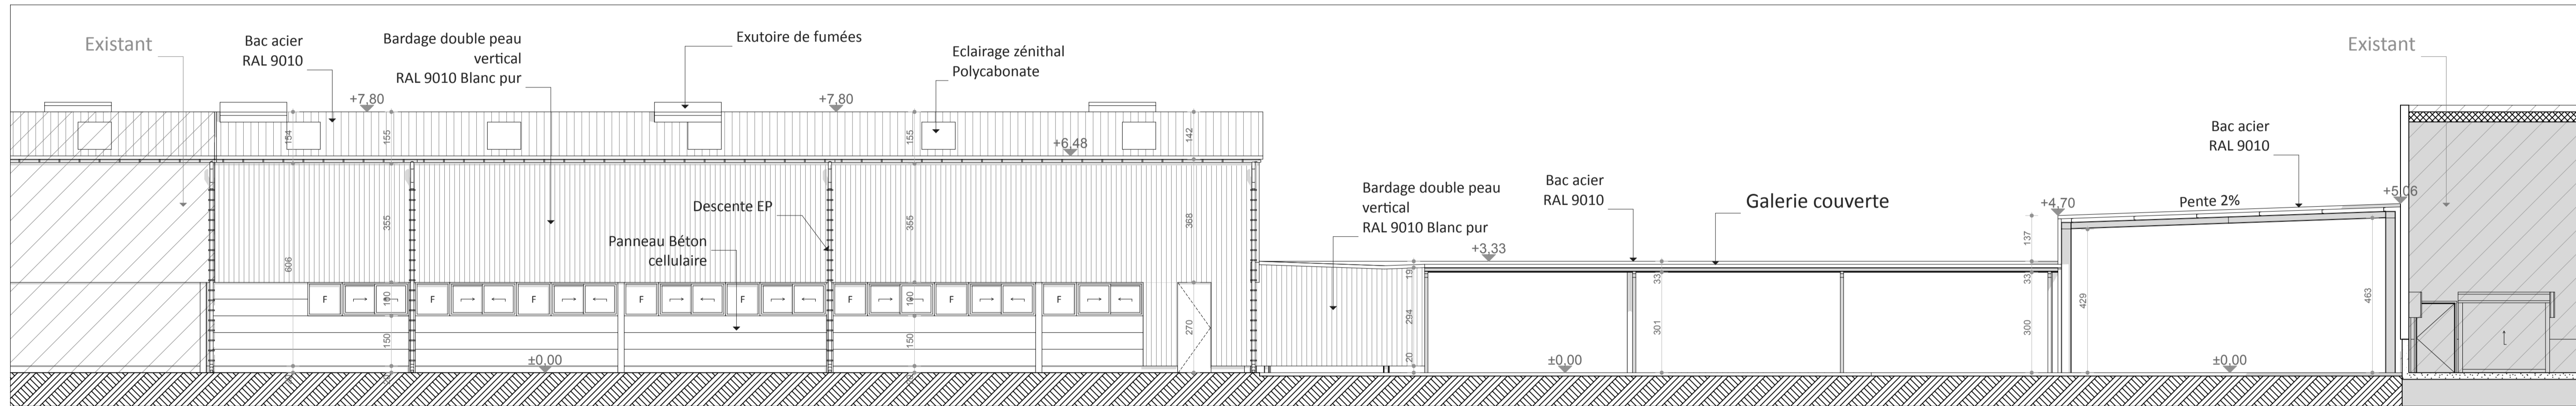 Existant
Bac acier
RAL 9010
Bardage double peau
vertical
RAL 9010 Blanc pur
Exutoire de fumées
Eclairage zénithal
Polycabonate
Existant
+7,80
+7,80
+6,48
154
155
155
142
Bac acier
RAL 9010
Bardage double peau
vertical
RAL 9010 Blanc pur
Bac acier
RAL 9010
Galerie couverte
+4,70
Pente 2%
+5,06
Descente EP
Panneau Béton
cellulaire
606
355
355
368
+3,33
137
19
33
33
429
463
F
F
F
F
F
F
F
F
100
100
150
150
270
294
20
301
300
±0,00
±0,00
±0,00